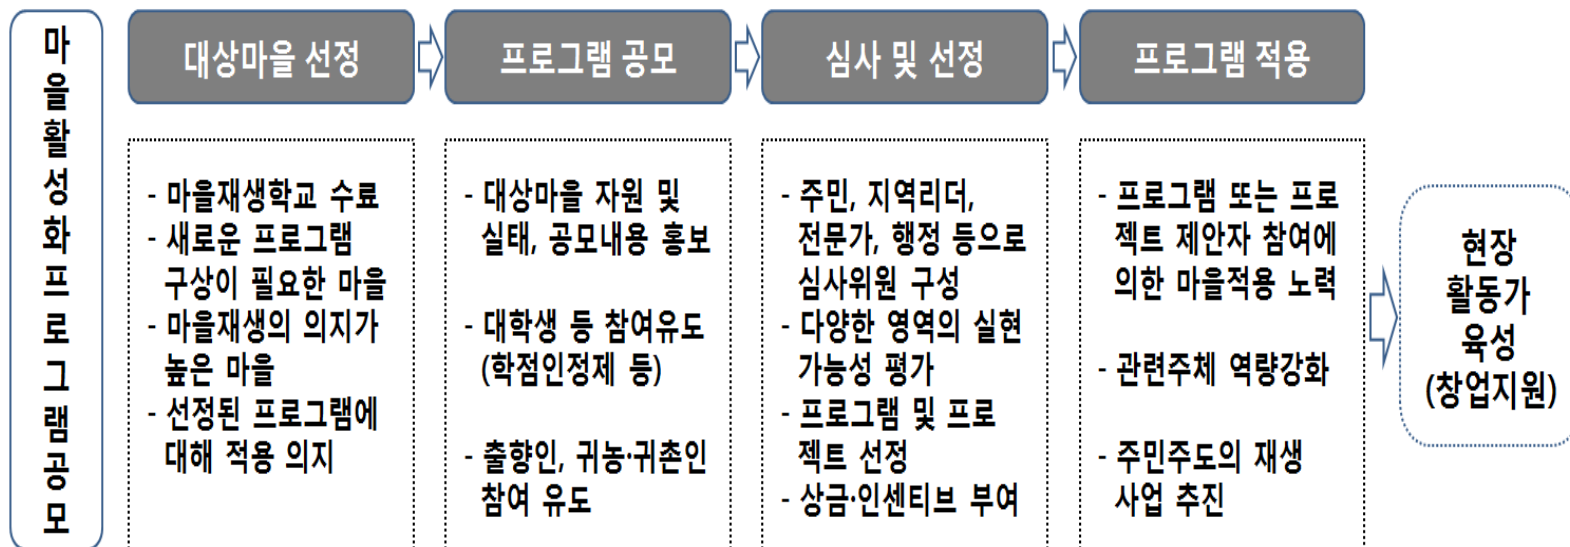 마을활성화프로그램공모
대상마을 선정
프로그램 공모
심사 및 선정
프로그램 적용
- 마을재생학교 수료
- 새로운 프로그램
구상이 필요한 마을
- 마을재생의 의지가
높은 마을
- 선정된 프로그램에
대해 적용 의지
- 대상마을 자원 및
실태, 공모내용 홍보
- 대학생 등 참여유도
(학점인정제 등)
- 출향인, 귀농·귀촌인
참여 유도
- 주민, 지역리더,
전문가, 행정 등으로
심사위원 구성
- 다양한 영역의 실현
가능성 평가
- 프로그램 및 프로
젝트 선정
- 상금·인센티브 부여
- 프로그램 또는 프로
젝트 제안자 참여에
의한 마을적용 노력
- 관련주체 역량강화
- 주민주도의 재생
사업 추진
현장
활동가
육성
(창업지원)